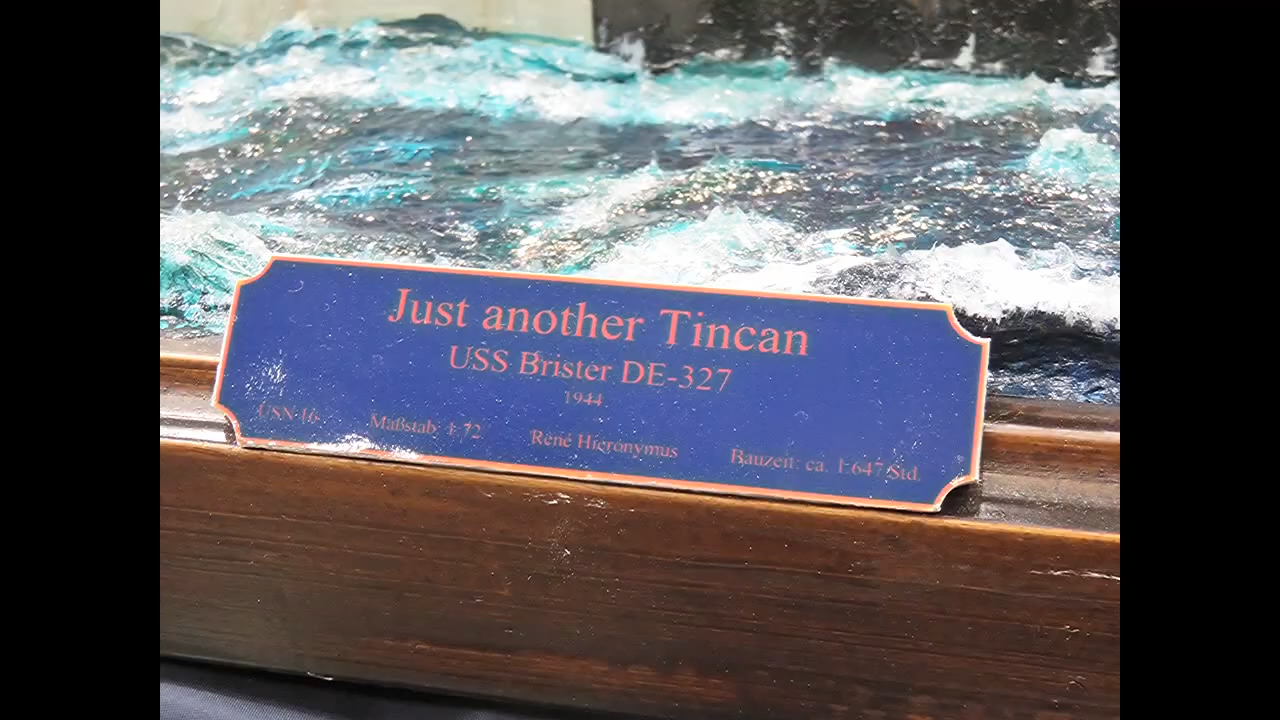 Just another Tincan
USS Brister DE-327
1944
USN-16 Maßstab 1:72 René Hieronymus Bauzeit: ca. 1.647 Std.